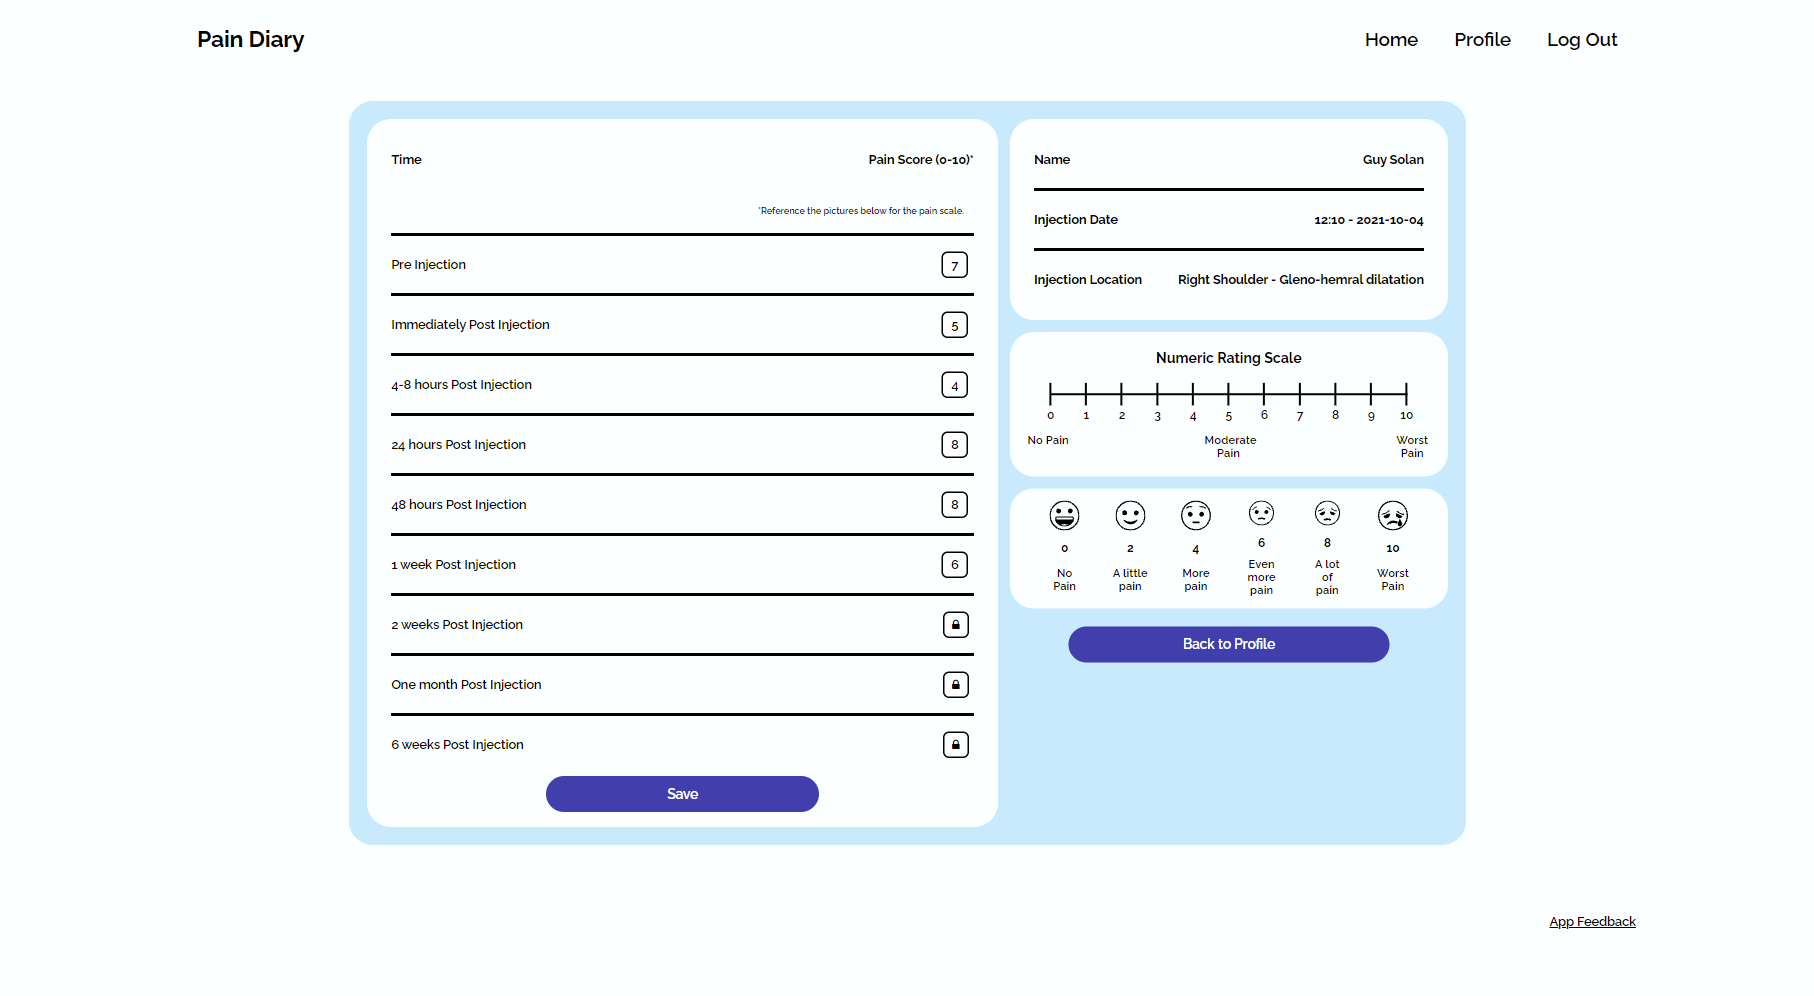 Pain Diary
Home Profile Log Out
Time Pain Score (0-10)*
*Reference the pictures below for the pain scale.
Pre Injection 7
Immediately Post Injection 5
4-8 hours Post Injection 4
24 hours Post Injection 8
48 hours Post Injection 8
1 week Post Injection 6
2 weeks Post Injection
One month Post Injection
6 weeks Post Injection
Save
Name Guy Solan
Injection Date 12:10 - 2021-10-04
Injection Location Right Shoulder - Gleno-hemral dilatation
Numeric Rating Scale
0 1 2 3 4 5 6 7 8 9 10
No Pain Moderate Worst
Pain Pain
0 2 4 6 8 10
No A little More Even A lot Worst
Pain pain pain more of Pain
pain pain
Back to Profile
App Feedback